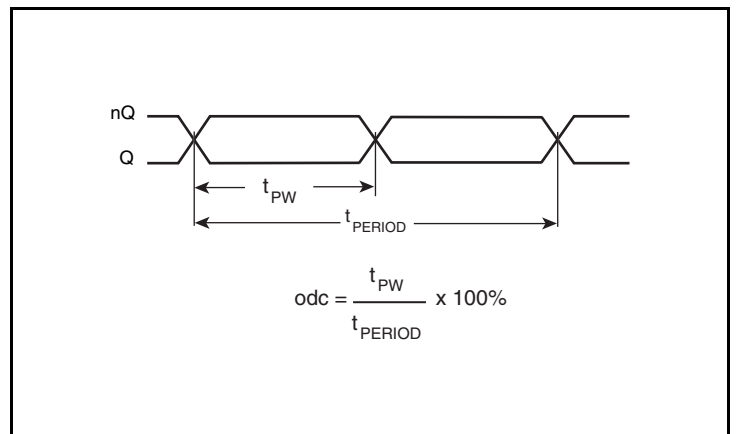 nQ
Q
tPW
tPERIOD
odc = tPW / tPERIOD x 100%